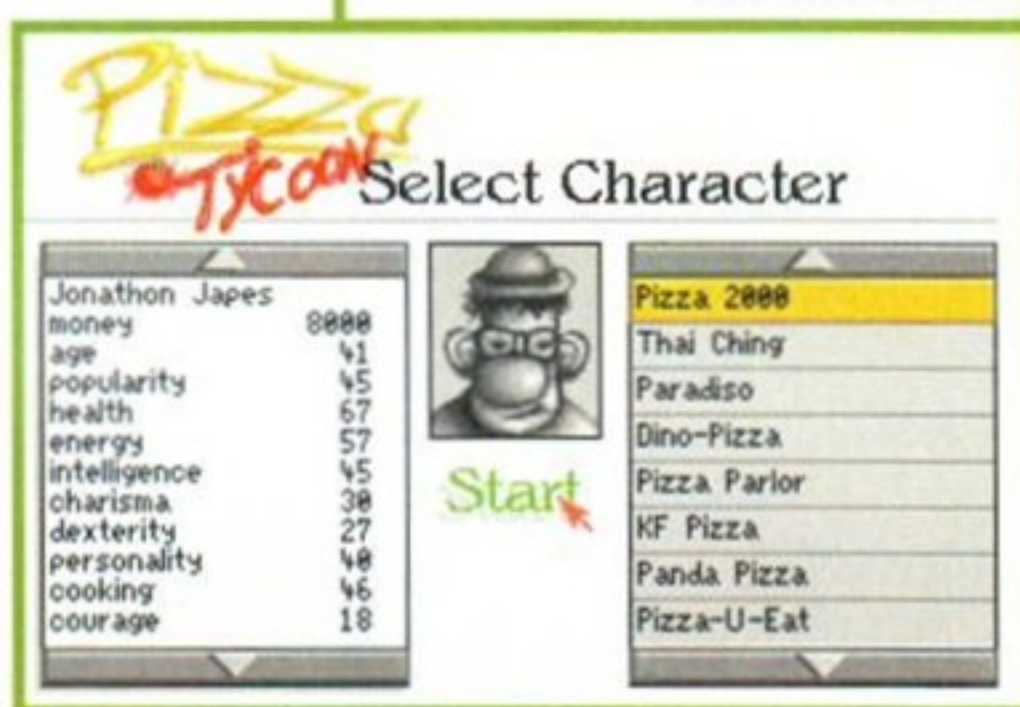 Pizza
Tycoon
Select Character
Jonathon Japes
money 8000
age 41
popularity 45
health 67
energy 57
intelligence 45
charisma 30
dexterity 27
personality 40
cooking 46
courage 18
Start
Pizza 2000
Thai Ching
Paradiso
Dino-Pizza
Pizza Parlor
KF Pizza
Panda Pizza
Pizza-U-Eat